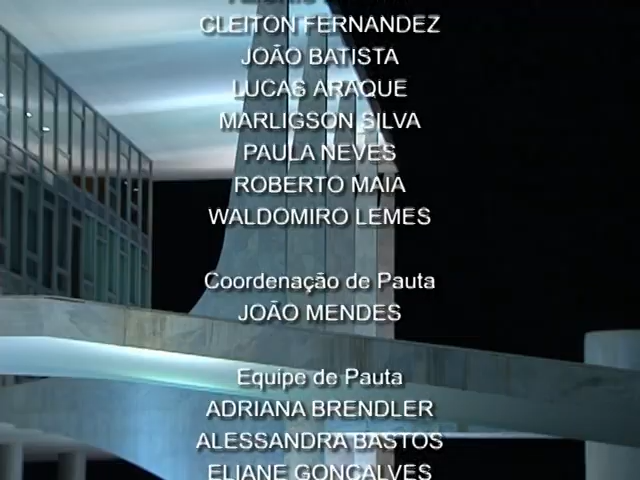 CLEITON FERNANDEZ
JOÃO BATISTA
LUCAS ARAQUE
MARLIGSON SILVA
PAULA NEVES
ROBERTO MAIA
WALDOMIRO LEMES
Coordenação de Pauta
JOÃO MENDES
Equipe de Pauta
ADRIANA BRENDLER
ALESSANDRA BASTOS
ELIANE GONÇALVES